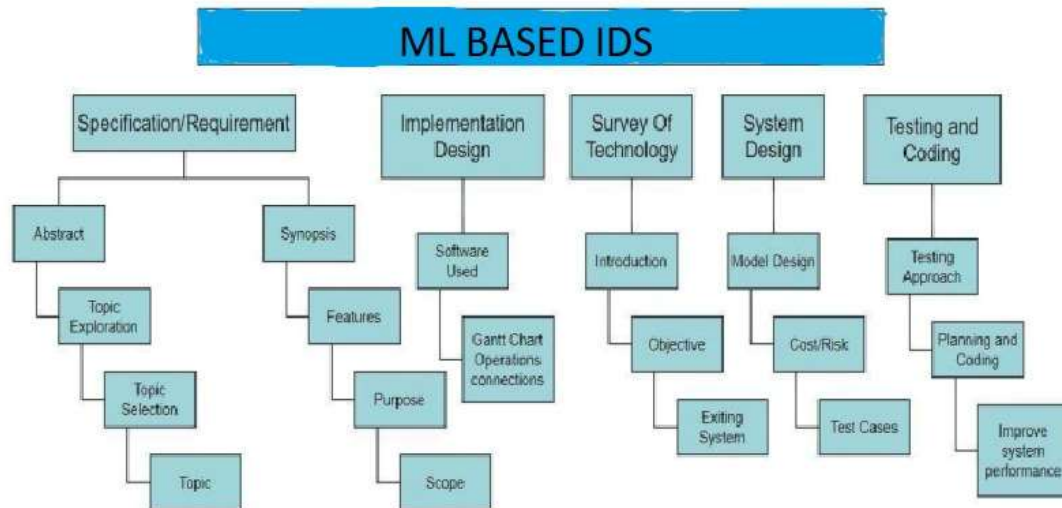 ML BASED IDS
Specification/Requirement
Abstract
Topic
Exploration
Topic
Selection
Topic
Synopsis
Features
Purpose
Scope
Implementation
Design
Software
Used
Gantt Chart
Operations
connections
Survey Of
Technology
Introduction
Objective
Exiting
System
System
Design
Model Design
Cost/Risk
Test Cases
Testing and
Coding
Testing
Approach
Planning and
Coding
Improve
system
performance